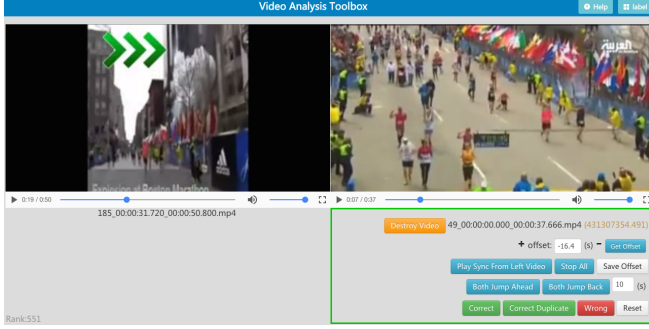 Video Analysis Toolbox
Help
label
العربية
adidas
Explosion at Boston Marathon
0:19 / 0:50
0:07 / 0:37
185_00:00:31.720_00:00:50.800.mp4
Destroy Video 49_00:00:00.000_00:00:37.666.mp4 (431307354.491)
+ offset: -16.4 (s) - Get Offset
Play Sync From Left Video Stop All Save Offset
Both Jump Ahead Both Jump Back 10 (s)
Correct Correct Duplicate Wrong Reset
Rank:551